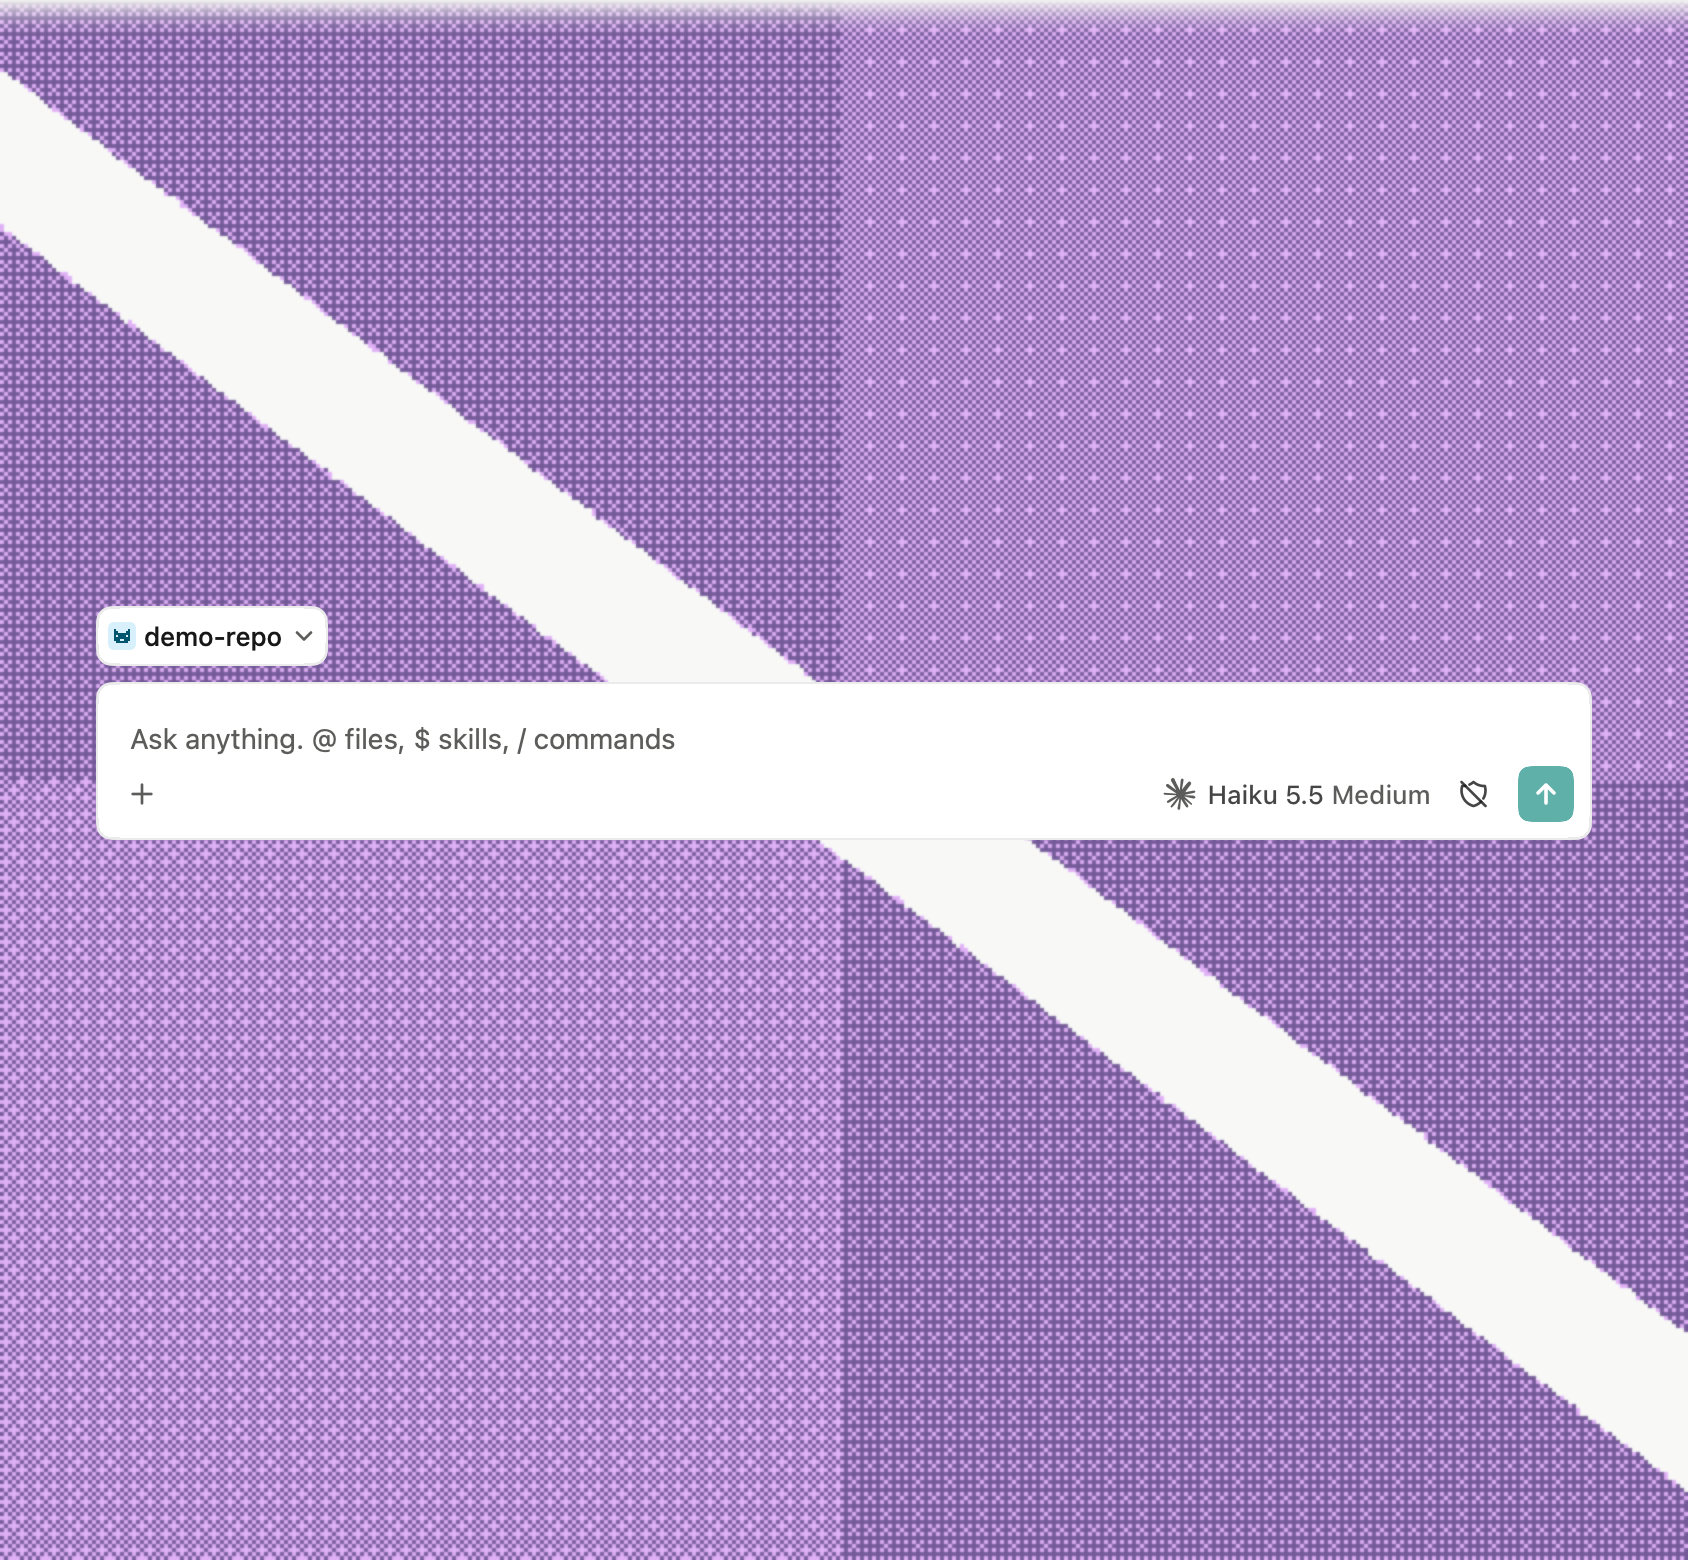 demo-repo
Ask anything. @ files, $ skills, / commands
Haiku 5.5 Medium